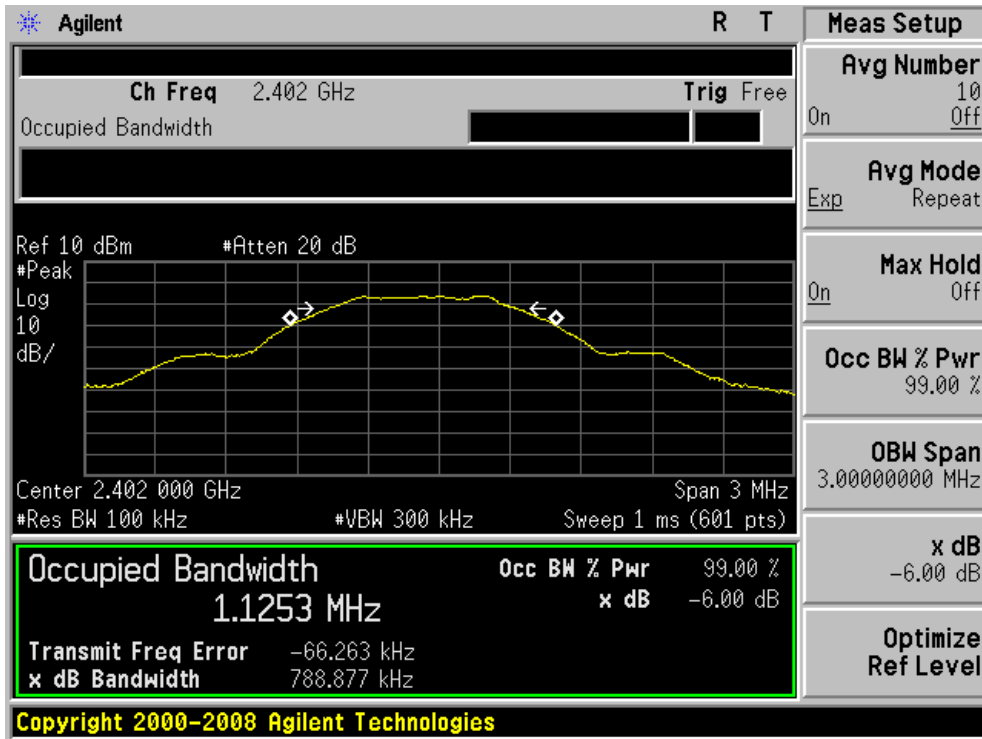 Agilent R T
Ch Freq 2.402 GHz Trig Free
Occupied Bandwidth
Ref 10 dBm #Atten 20 dB
#Peak
Log
10
dB/
Center 2.402 000 GHz Span 3 MHz
#Res BW 100 kHz #VBW 300 kHz Sweep 1 ms (601 pts)
Occupied Bandwidth
1.1253 MHz
Occ BW % Pwr 99.00 %
x dB -6.00 dB
Transmit Freq Error -66.263 kHz
x dB Bandwidth 788.877 kHz
Copyright 2000-2008 Agilent Technologies
Meas Setup
Avg Number
10
On Off
Avg Mode
Exp Repeat
Max Hold
On Off
Occ BW % Pwr
99.00 %
OBW Span
3.00000000 MHz
x dB
-6.00 dB
Optimize
Ref Level